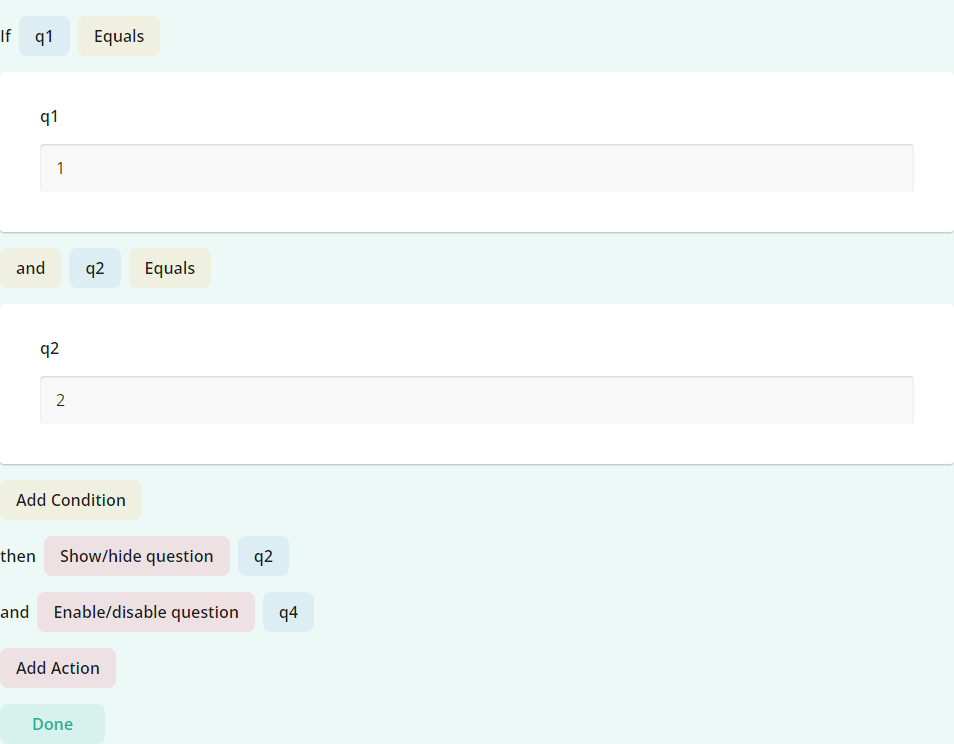 If q1 Equals
q1
1
and q2 Equals
q2
2
Add Condition
then Show/hide question q2
and Enable/disable question q4
Add Action
Done